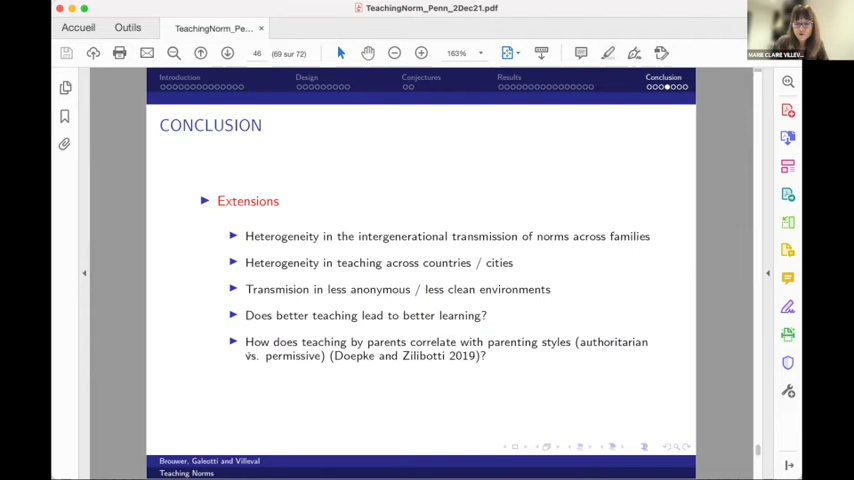 TeachingNorm_Penn_2Dec21.pdf
Accueil
Outils
TeachingNorm_Pe...
×
46
(69 sur 72)
163%
MARIE CLAIRE VILLEV...
Introduction
Design
Conjectures
Results
Conclusion
CONCLUSION
Extensions
Heterogeneity in the intergenerational transmission of norms across families
Heterogeneity in teaching across countries / cities
Transmision in less anonymous / less clean environments
Does better teaching lead to better learning?
How does teaching by parents correlate with parenting styles (authoritarian
vs. permissive) (Doepke and Zilibotti 2019)?
Brouwer, Galeotti and Villeval
Teaching Norms